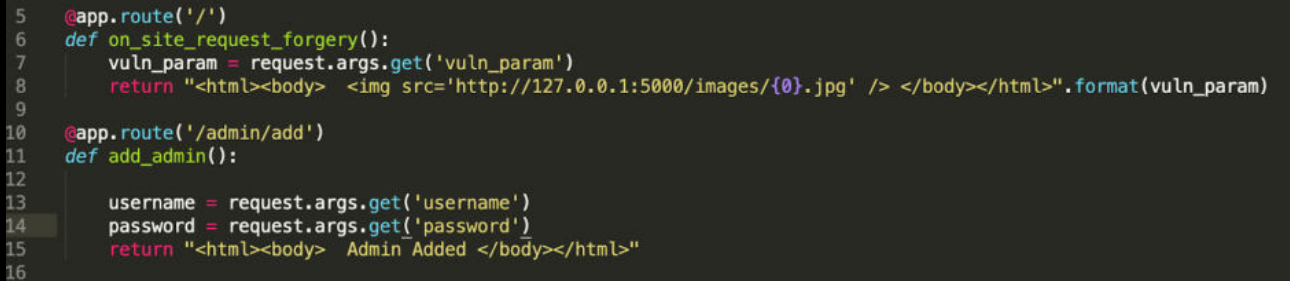 5 @app.route('/')
6 def on_site_request_forgery():
7 vuln_param = request.args.get('vuln_param')
8 return "<html><body>  <img src='http://127.0.0.1:5000/images/{0}.jpg' /> </body></html>".format(vuln_param)
9
10 @app.route('/admin/add')
11 def add_admin():
12
13 username = request.args.get('username')
14 password = request.args.get('password')
15 return "<html><body>  Admin Added </body></html>"
16